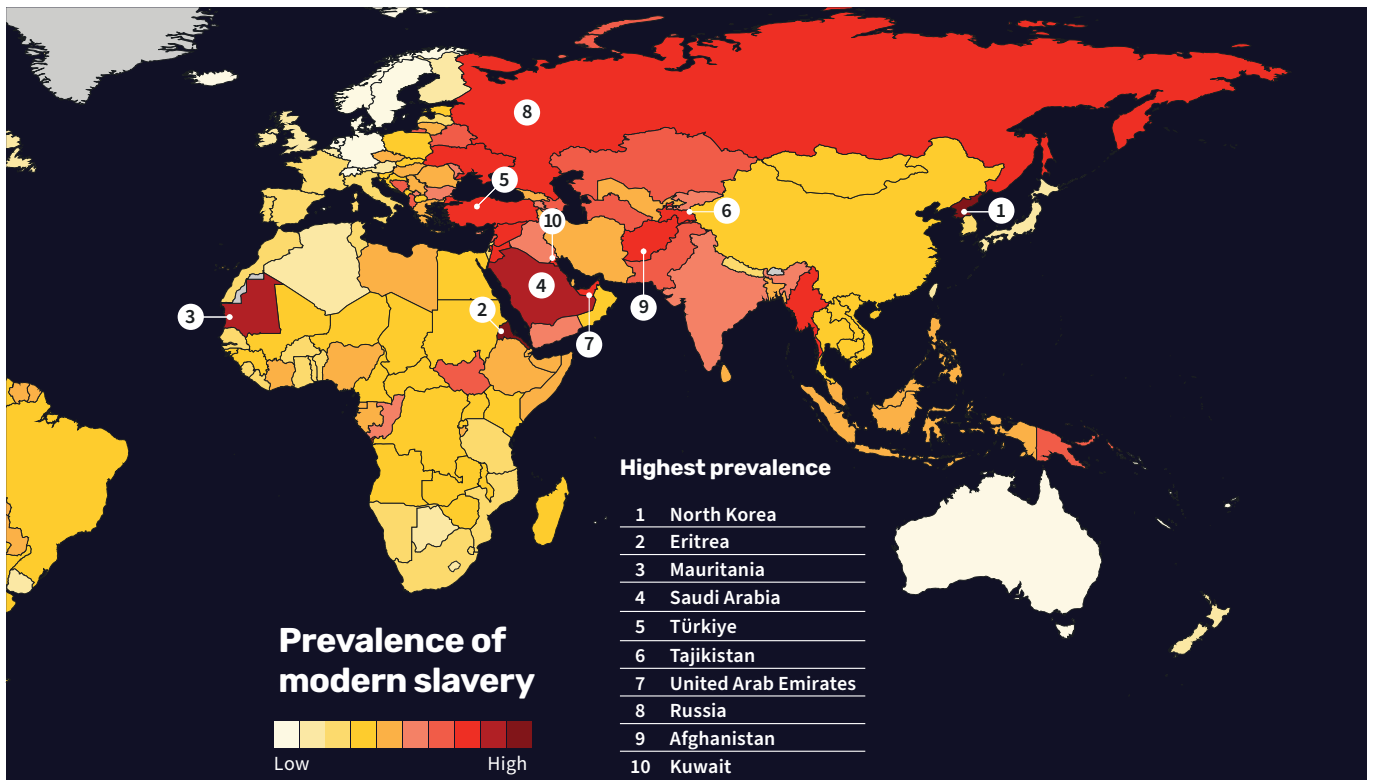 8
5
10
6
1
4
2
3
9
7
Highest prevalence
1 North Korea
2 Eritrea
3 Mauritania
4 Saudi Arabia
5 Türkiye
6 Tajikistan
7 United Arab Emirates
8 Russia
9 Afghanistan
10 Kuwait
Prevalence of
modern slavery
Low High